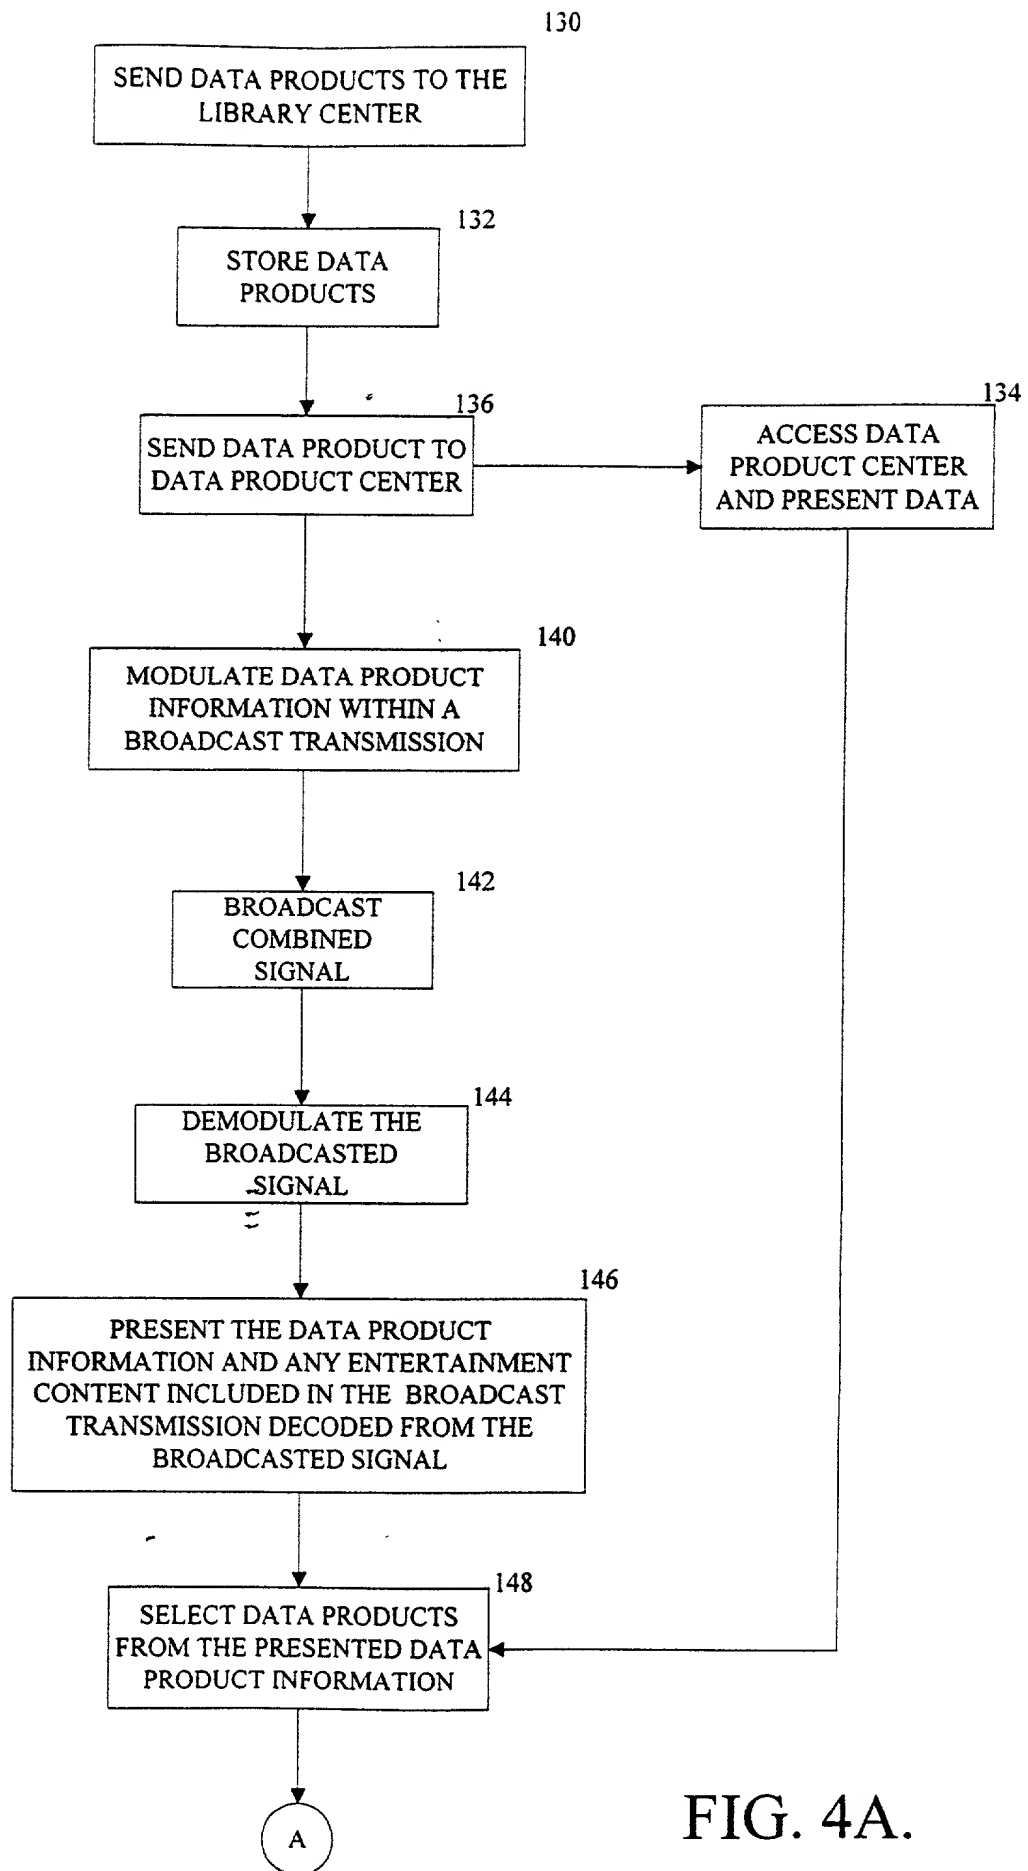 130
SEND DATA PRODUCTS TO THE
LIBRARY CENTER
132
STORE DATA
PRODUCTS
136
SEND DATA PRODUCT TO
DATA PRODUCT CENTER
134
ACCESS DATA
PRODUCT CENTER
AND PRESENT DATA
140
MODULATE DATA PRODUCT
INFORMATION WITHIN A
BROADCAST TRANSMISSION
142
BROADCAST
COMBINED
SIGNAL
144
DEMODULATE THE
BROADCASTED
SIGNAL
146
PRESENT THE DATA PRODUCT
INFORMATION AND ANY ENTERTAINMENT
CONTENT INCLUDED IN THE BROADCAST
TRANSMISSION DECODED FROM THE
BROADCASTED SIGNAL
148
SELECT DATA PRODUCTS
FROM THE PRESENTED DATA
PRODUCT INFORMATION
A
FIG. 4A.